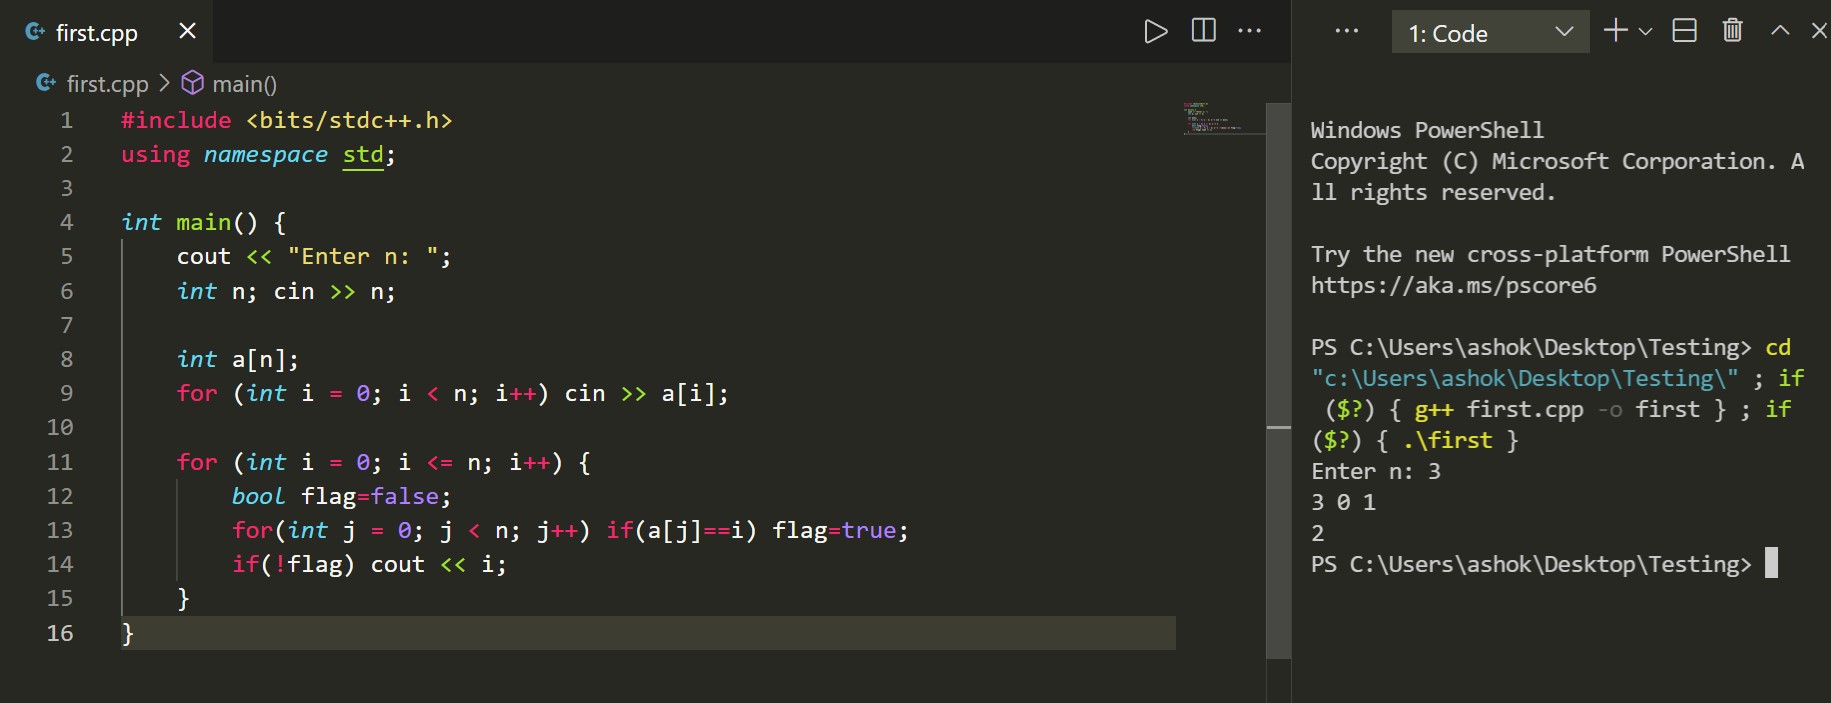 first.cpp
first.cpp > main()
1 #include <bits/stdc++.h>
2 using namespace std;
3
4 int main() {
5     cout << "Enter n: ";
6     int n; cin >> n;
7
8     int a[n];
9     for (int i = 0; i < n; i++) cin >> a[i];
10
11     for (int i = 0; i <= n; i++) {
12         bool flag=false;
13         for(int j = 0; j < n; j++) if(a[j]==i) flag=true;
14         if(!flag) cout << i;
15     }
16 }
1: Code
Windows PowerShell
Copyright (C) Microsoft Corporation. A
ll rights reserved.
Try the new cross-platform PowerShell
https://aka.ms/pscore6
PS C:\Users\ashok\Desktop\Testing> cd
"c:\Users\ashok\Desktop\Testing\" ; if
 ($?) { g++ first.cpp -o first } ; if
($?) { .\first }
Enter n: 3
3 0 1
2
PS C:\Users\ashok\Desktop\Testing>